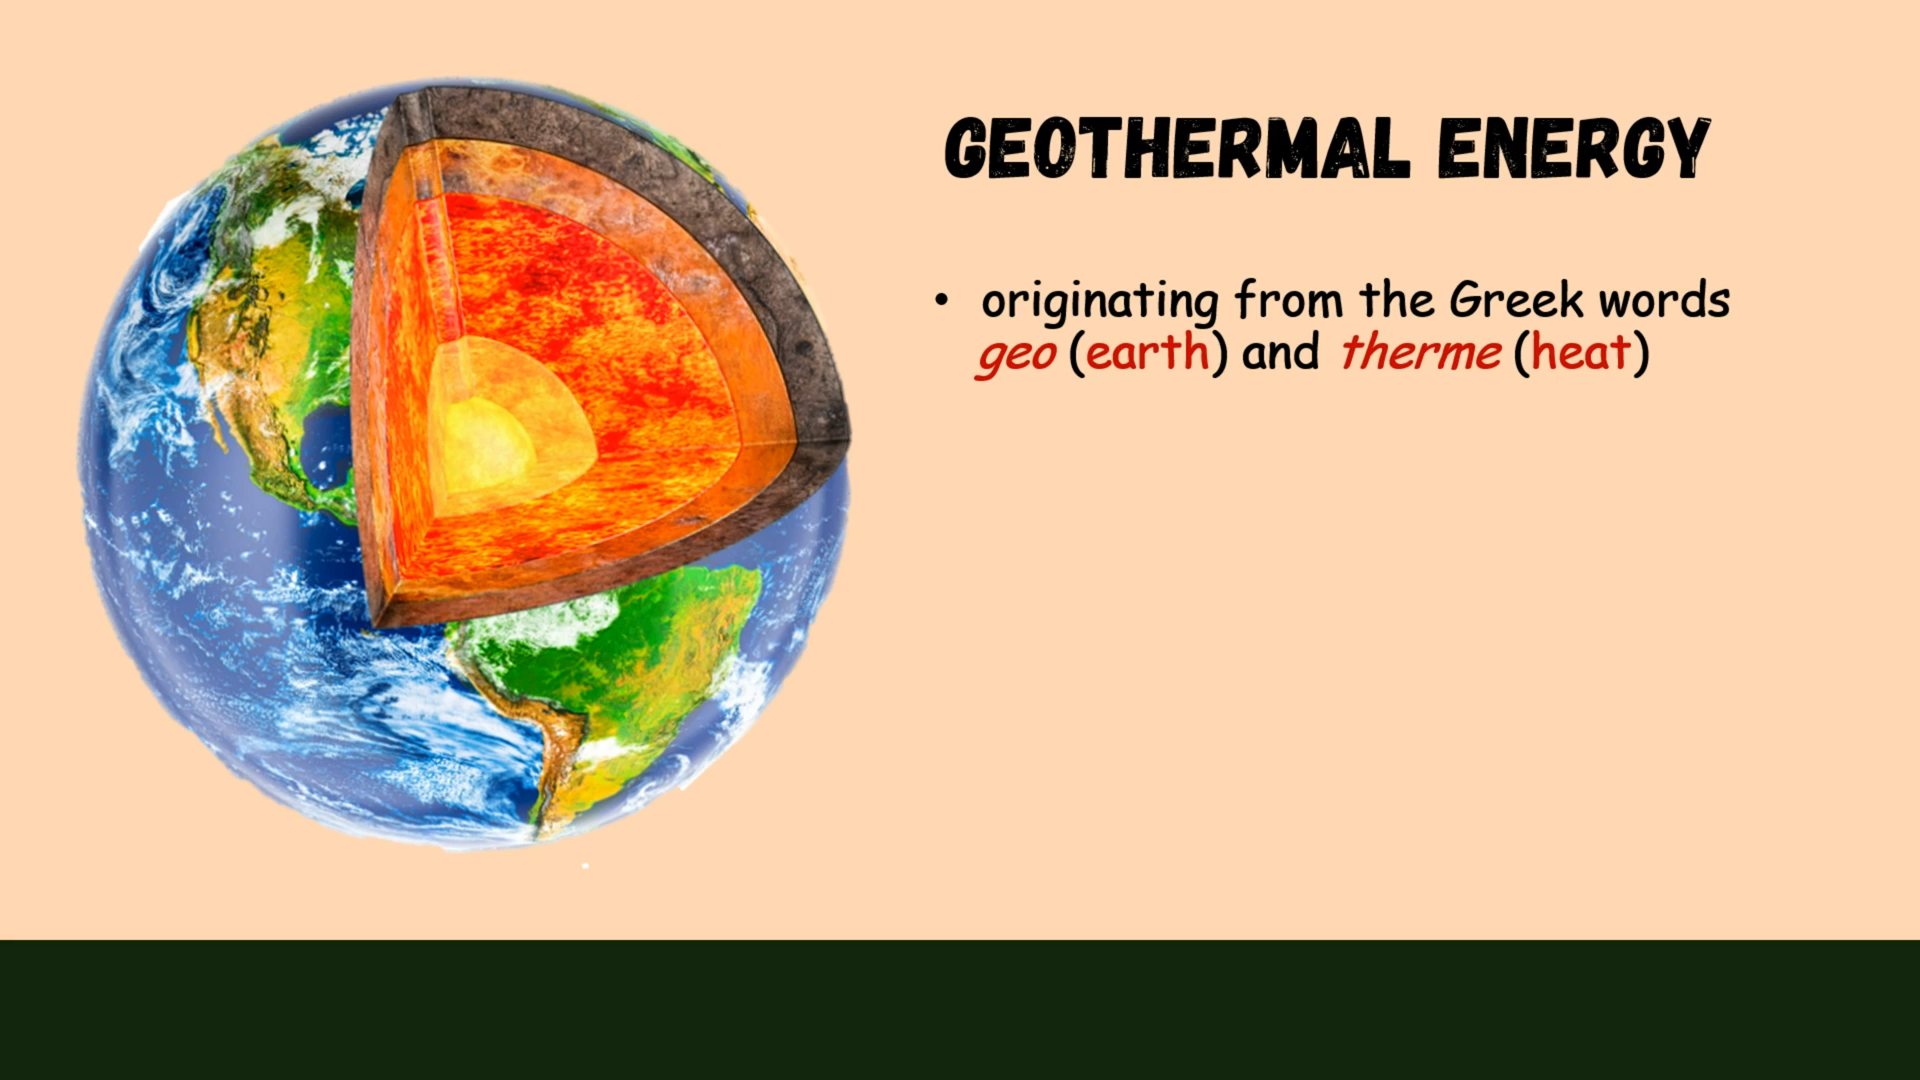 GEOTHERMAL ENERGY
• originating from the Greek words
geo (earth) and therme (heat)